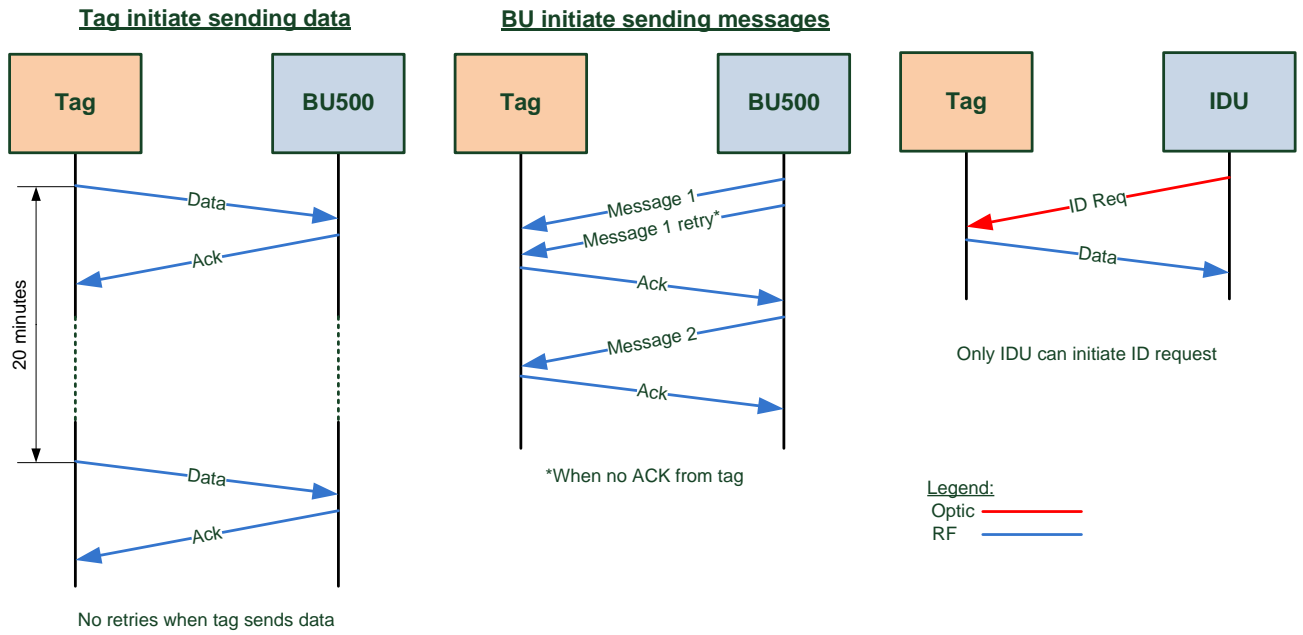 Tag initiate sending data
Tag
BU500
Data
Ack
20 minutes
Data
Ack
No retries when tag sends data
BU initiate sending messages
Tag
BU500
Message 1
Message 1 retry*
Ack
Message 2
Ack
*When no ACK from tag
Tag
IDU
ID Req
Data
Only IDU can initiate ID request
Legend:
Optic
RF